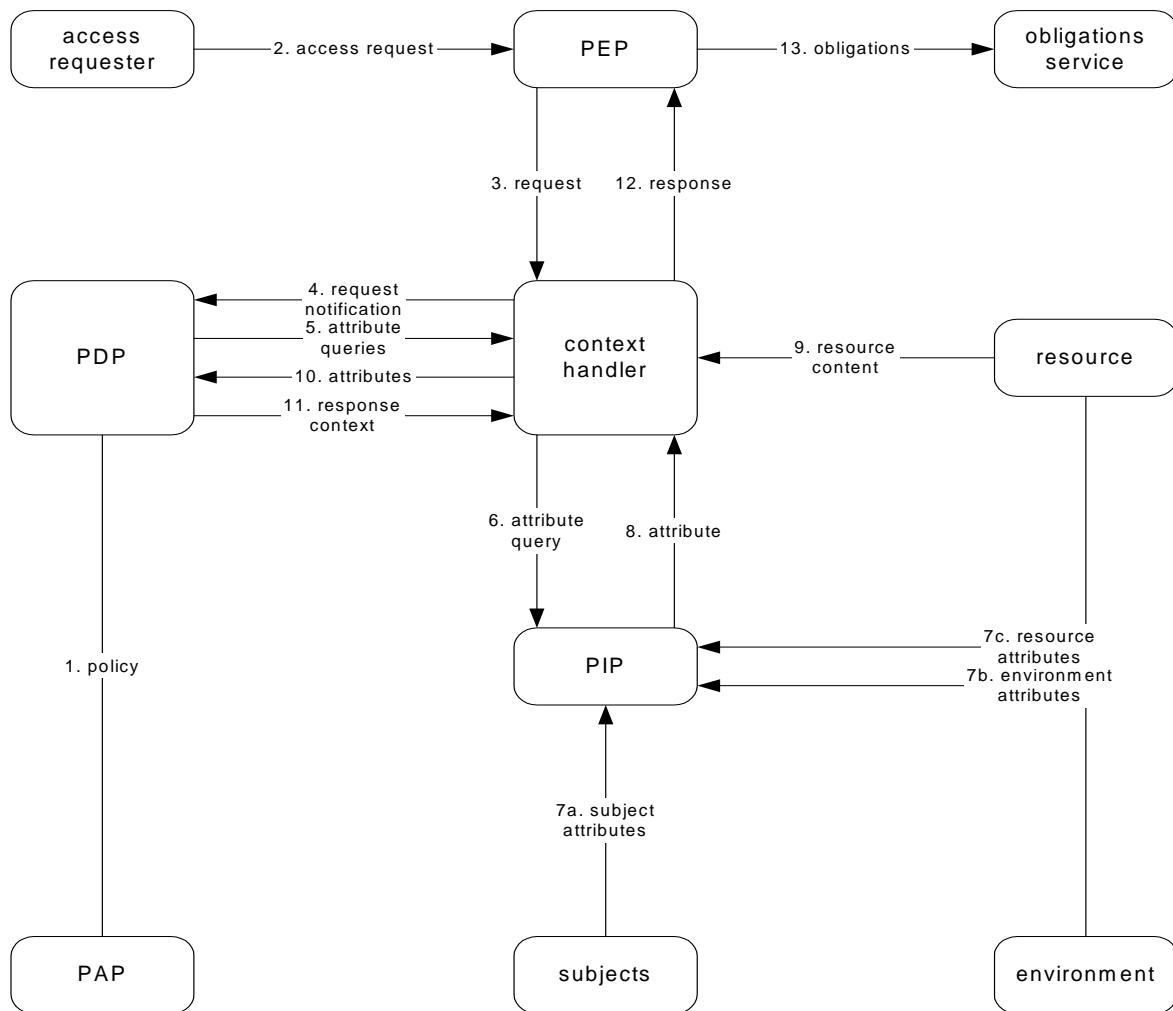 access
requester
2. access request
PEP
13. obligations
obligations
service
3. request
12. response
PDP
4. request
notification
5. attribute
queries
10. attributes
11. response
context
context
handler
9. resource
content
resource
6. attribute
query
8. attribute
1. policy
PIP
7c. resource
attributes
7b. environment
attributes
7a. subject
attributes
PAP
subjects
environment